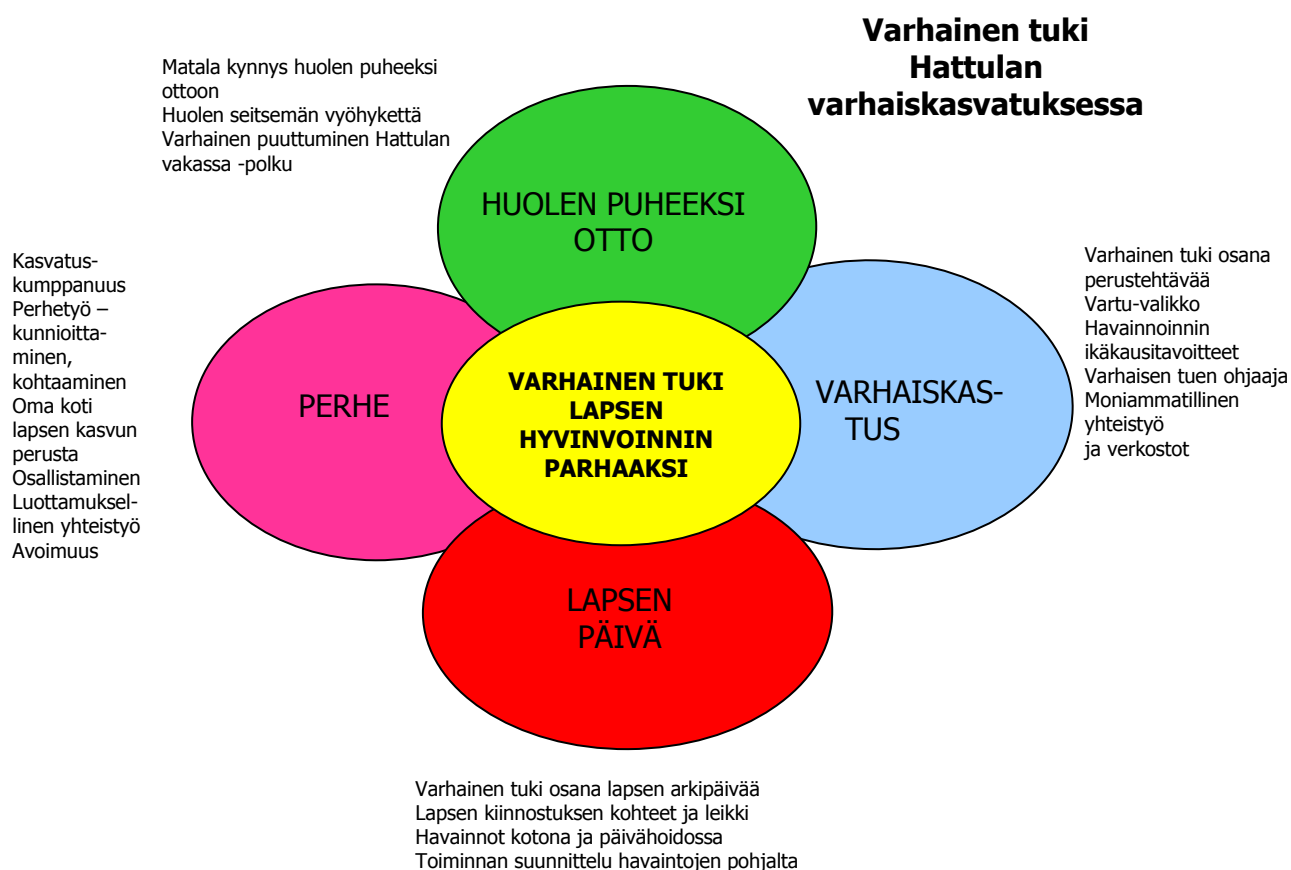 Varhainen tuki
Hattulan
varhaiskasvatuksessa
Matala kynnys huolen puheeksi
ottoon
Huolen seitsemän vyöhykettä
Varhainen puuttuminen Hattulan
vakassa -polku
HUOLEN PUHEEKSI
OTTO
Kasvatus-
kumppanuus
Perhetyö –
kunnioitta-
minen,
kohtaaminen
Oma koti
lapsen kasvun
perusta
Osallistaminen
Luottamuksel-
linen yhteistyö
Avoimuus
PERHE
VARHAINEN TUKI
LAPSEN
HYVINVOINNIN
PARHAAKSI
VARHAISKAS-
TUS
Varhainen tuki osana
perustehtävää
Vartu-valikko
Havainnoinnin
ikäkausitavoitteet
Varhaisen tuen ohjaaja
Moniammatillinen
yhteistyö
ja verkostot
LAPSEN
PÄIVÄ
Varhainen tuki osana lapsen arkipäivää
Lapsen kiinnostuksen kohteet ja leikki
Havainnot kotona ja päivähoidossa
Toiminnan suunnittelu havaintojen pohjalta